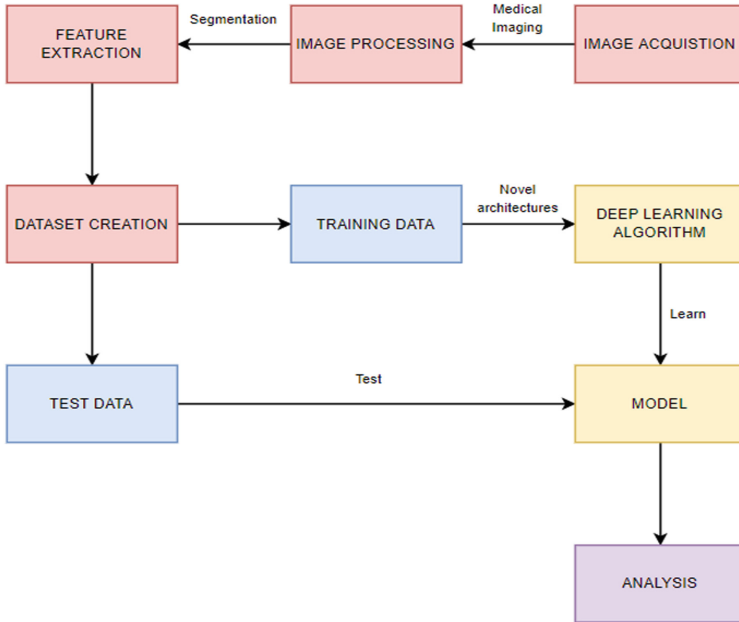 Segmentation
Medical
Imaging
FEATURE
EXTRACTION
IMAGE PROCESSING
IMAGE ACQUISTION
DATASET CREATION
TRAINING DATA
Novel
architectures
DEEP LEARNING
ALGORITHM
Learn
TEST DATA
Test
MODEL
ANALYSIS